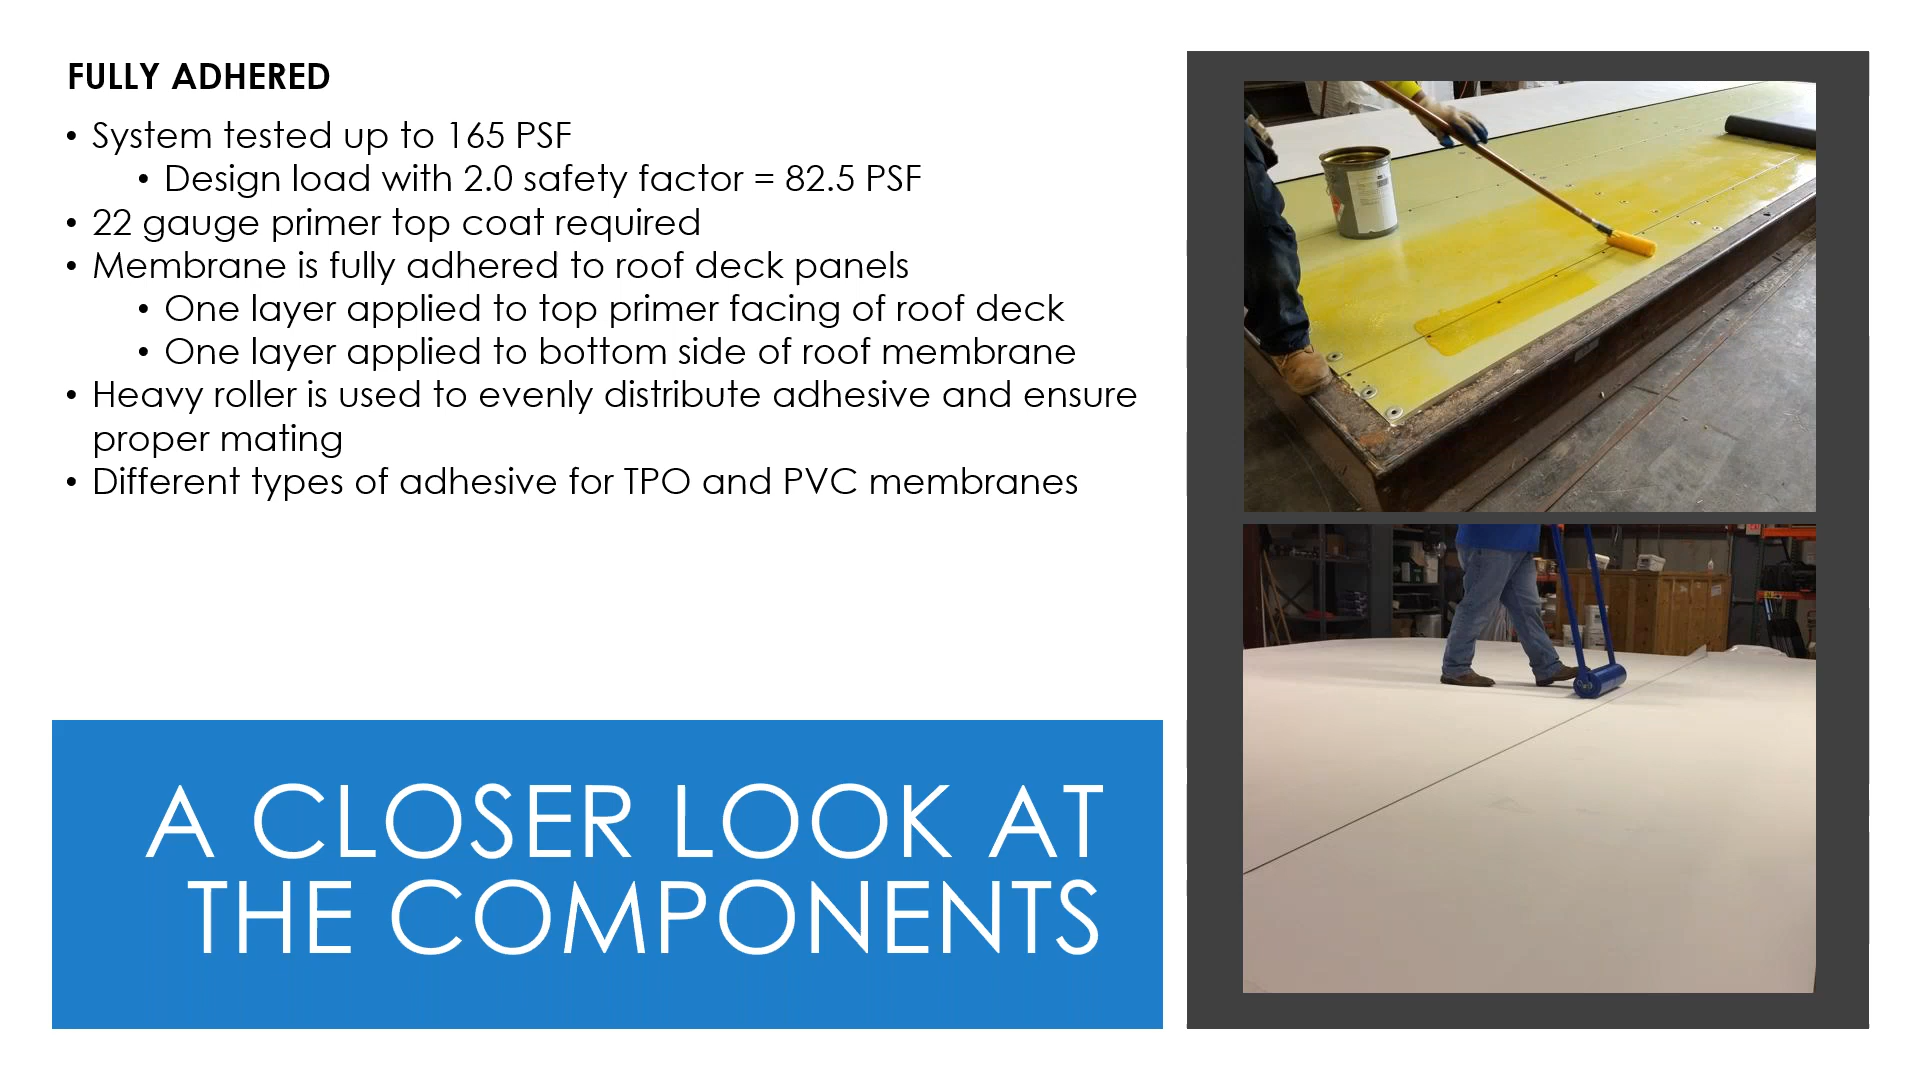 FULLY ADHERED
• System tested up to 165 PSF
• Design load with 2.0 safety factor = 82.5 PSF
• 22 gauge primer top coat required
• Membrane is fully adhered to roof deck panels
• One layer applied to top primer facing of roof deck
• One layer applied to bottom side of roof membrane
• Heavy roller is used to evenly distribute adhesive and ensure
proper mating
• Different types of adhesive for TPO and PVC membranes
A CLOSER LOOK AT
THE COMPONENTS